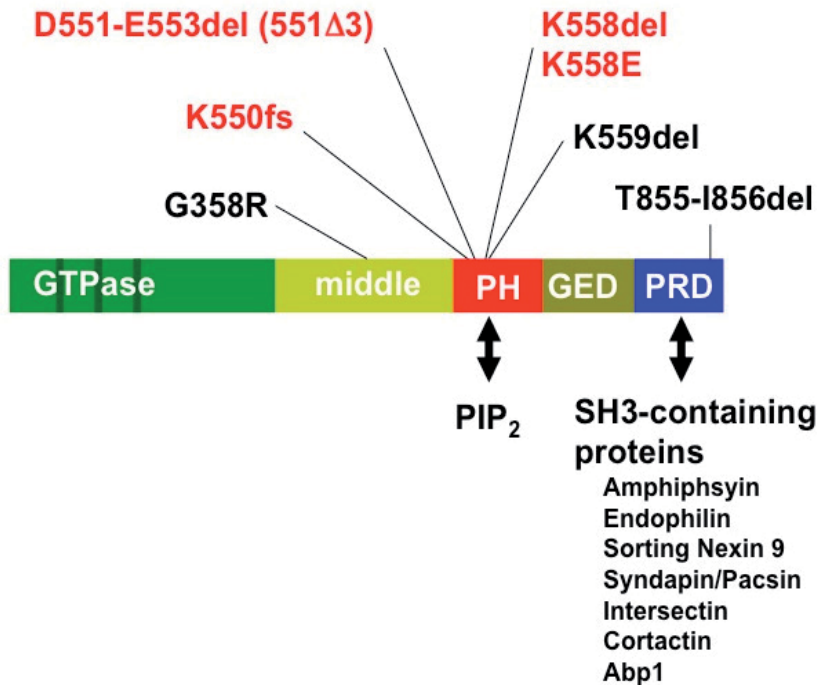 D551-E553del (551Δ3)
K558del
K558E
K550fs
K559del
G358R
T855-I856del
GTPase
middle
PH
GED
PRD
PIP2
SH3-containing
proteins
Amphiphsyin
Endophilin
Sorting Nexin 9
Syndapin/Pacsin
Intersectin
Cortactin
Abp1